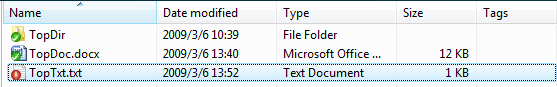 Name Date modified Type Size Tags
TopDir 2009/3/6 10:39 File Folder
TopDoc.docx 2009/3/6 13:40 Microsoft Office ... 12 KB
TopTxt.txt 2009/3/6 13:52 Text Document 1 KB